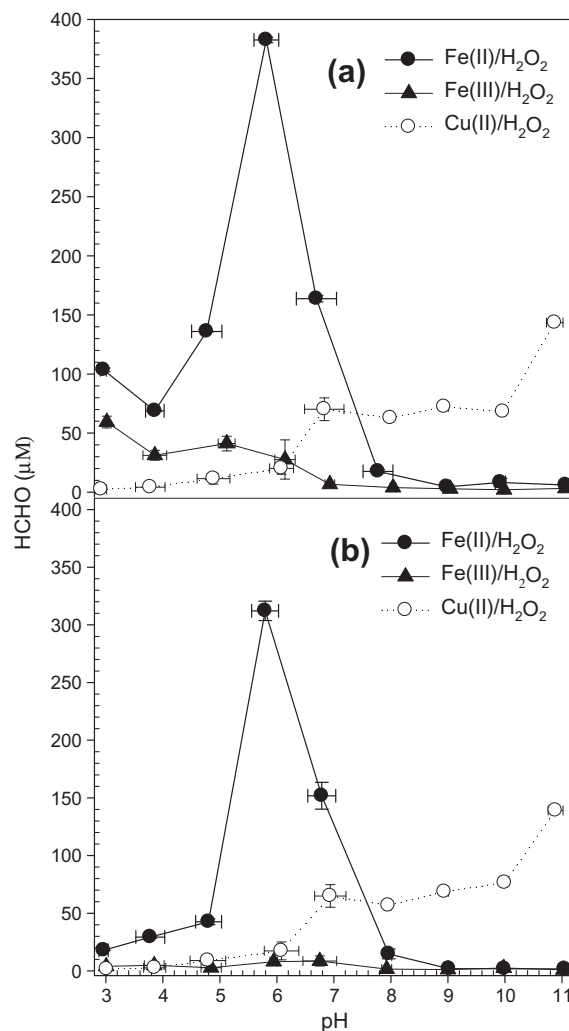 400
350
300
250
200
150
100
50
0
(a)
Fe(II)/H₂O₂
Fe(III)/H₂O₂
Cu(II)/H₂O₂
HCHO (μM)
400
350
300
250
200
150
100
50
0
(b)
Fe(II)/H₂O₂
Fe(III)/H₂O₂
Cu(II)/H₂O₂
3 4 5 6 7 8 9 10 11
pH